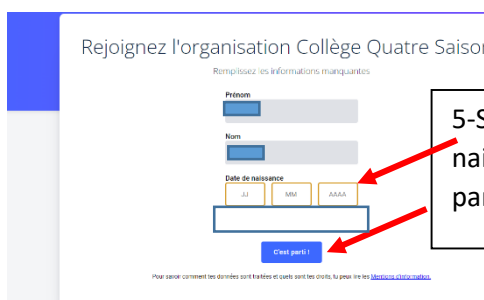 Rejoignez l'organisation Collège Quatre Saison
Remplissez les informations manquantes
Prénom
Nom
Date de naissance
JJ MM AAAA
C'est parti !
Pour savoir comment tes données sont traitées et quels sont tes droits, tu peux lire les Mentions d'information.
5-S
nai
par